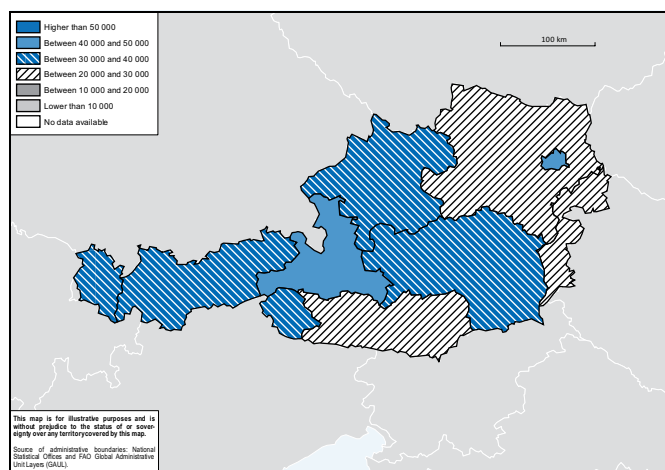 Higher than 50 000
Between 40 000 and 50 000
Between 30 000 and 40 000
Between 20 000 and 30 000
Between 10 000 and 20 000
Lower than 10 000
No data available
100 km
This map is for illustrative purposes and is
without prejudice to the status of or sover-
eignty over any territory covered by this map.
Source of administrative boundaries: National
Statistical Offices and FAO Global Administrative
Unit Layers (GAUL).